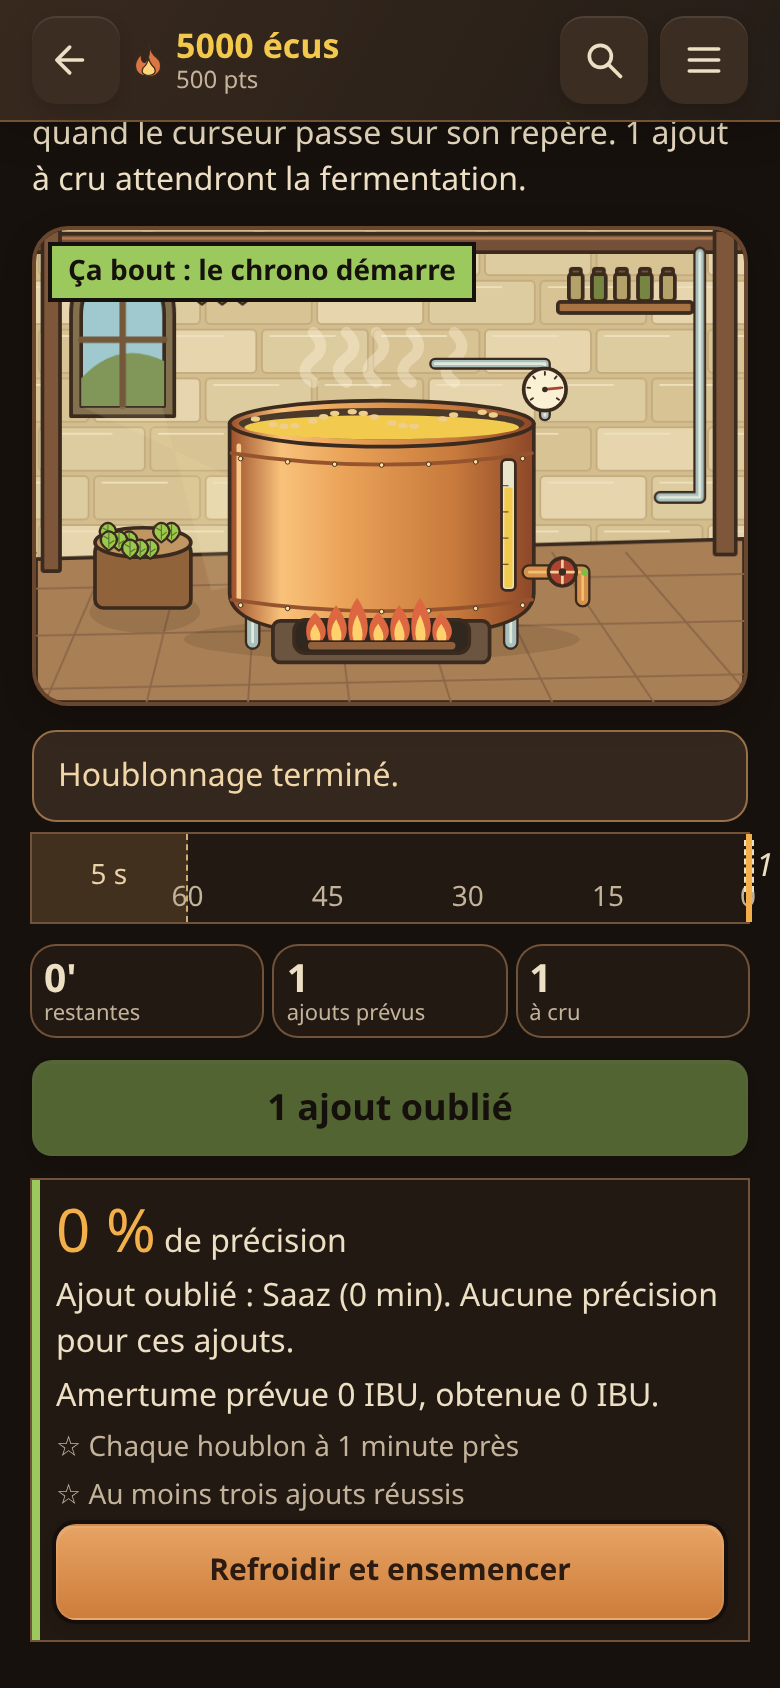 5000 écus
500 pts
quand le curseur passe sur son repère. 1 ajout
à cru attendront la fermentation.
Ça bout : le chrono démarre
Houblonnage terminé.
5 s
60 45 30 15 0
1
0'
restantes
1
ajouts prévus
1
à cru
1 ajout oublié
0 % de précision
Ajout oublié : Saaz (0 min). Aucune précision
pour ces ajouts.
Amertume prévue 0 IBU, obtenue 0 IBU.
☆ Chaque houblon à 1 minute près
☆ Au moins trois ajouts réussis
Refroidir et ensemencer